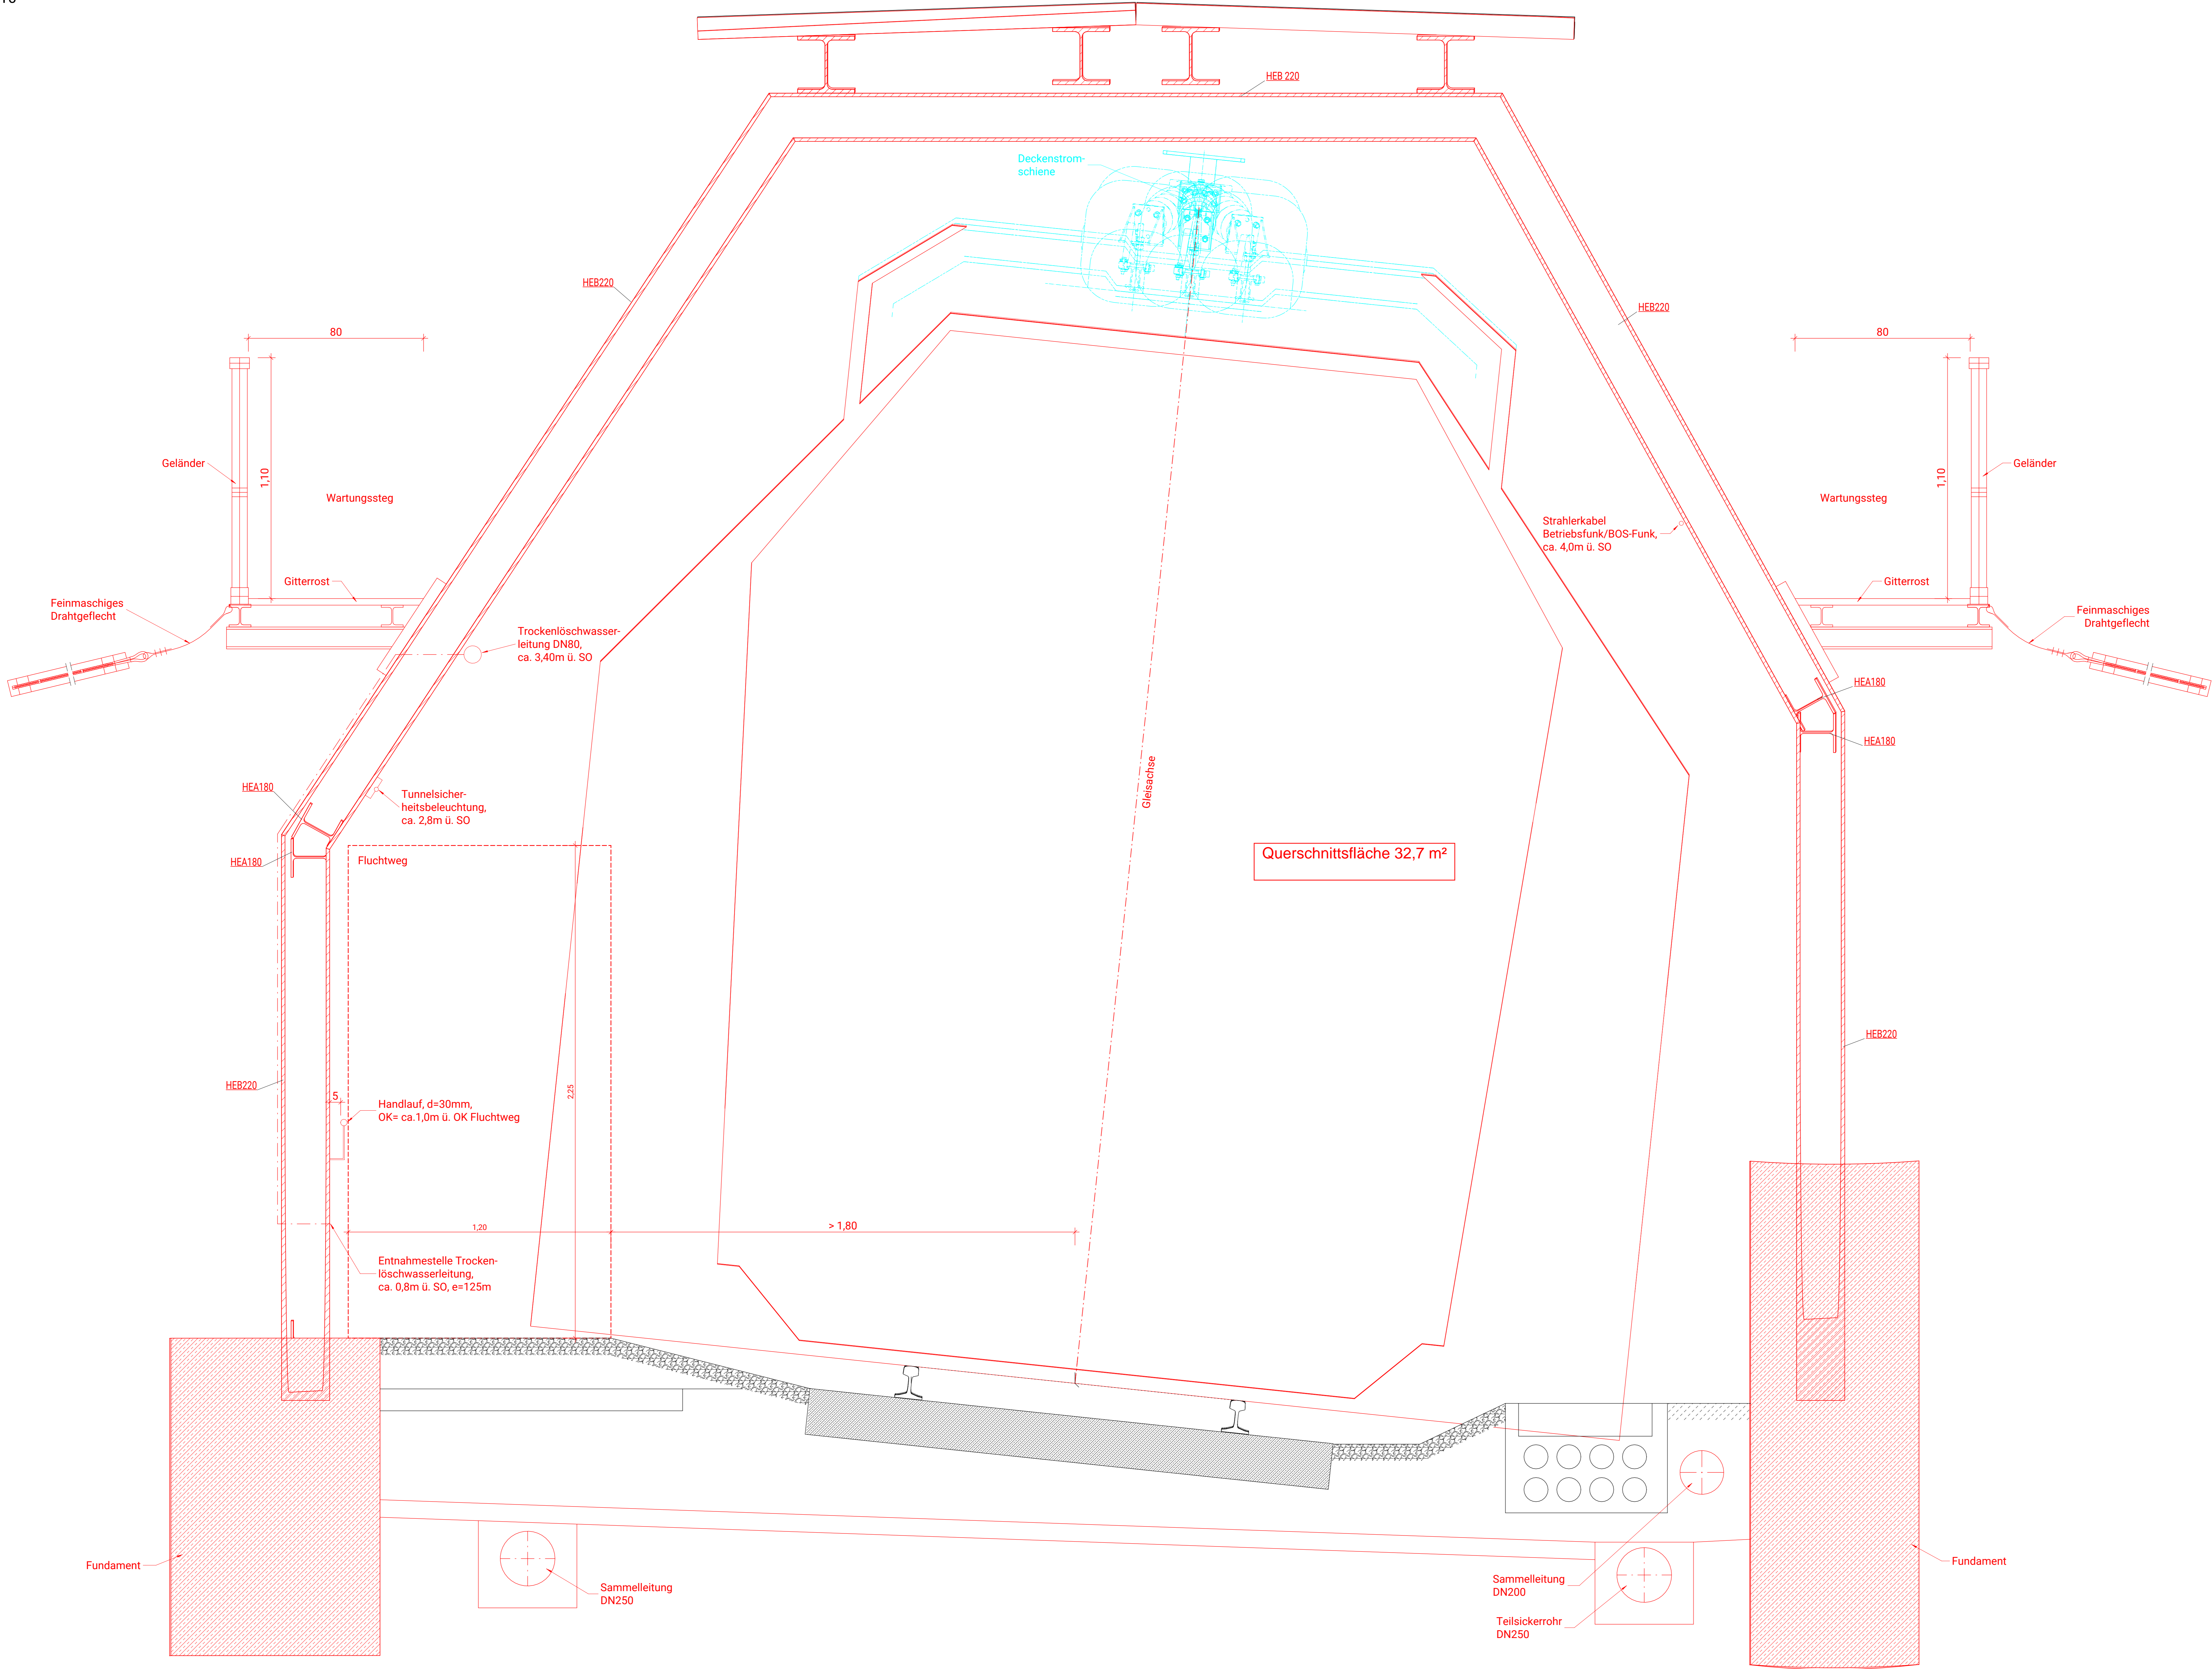 HEB 220
Deckenstrom-
schiene
HEB220
HEB220
80
80
Geländer
1,10
Wartungssteg
Gitterrost
Feinmaschiges
Drahtgeflecht
Trockenlöschwasser-
leitung DN80,
ca. 3,40m ü. SO
Strahlerkabel
Betriebsfunk/BOS-Funk,
ca. 4,0m ü. SO
Wartungssteg
1,10
Geländer
Gitterrost
Feinmaschiges
Drahtgeflecht
HEA180
HEA180
HEA180
HEA180
Tunnelsicher-
heitsbeleuchtung,
ca. 2,8m ü. SO
Gleisachse
Fluchtweg
Querschnittsfläche 32,7 m²
HEB220
HEB220
2,25
5
Handlauf, d=30mm,
OK= ca.1,0m ü. OK Fluchtweg
1,20
> 1,80
Entnahmestelle Trocken-
löschwasserleitung,
ca. 0,8m ü. SO, e=125m
Fundament
Sammelleitung
DN250
Sammelleitung
DN200
Teilsickerrohr
DN250
Fundament